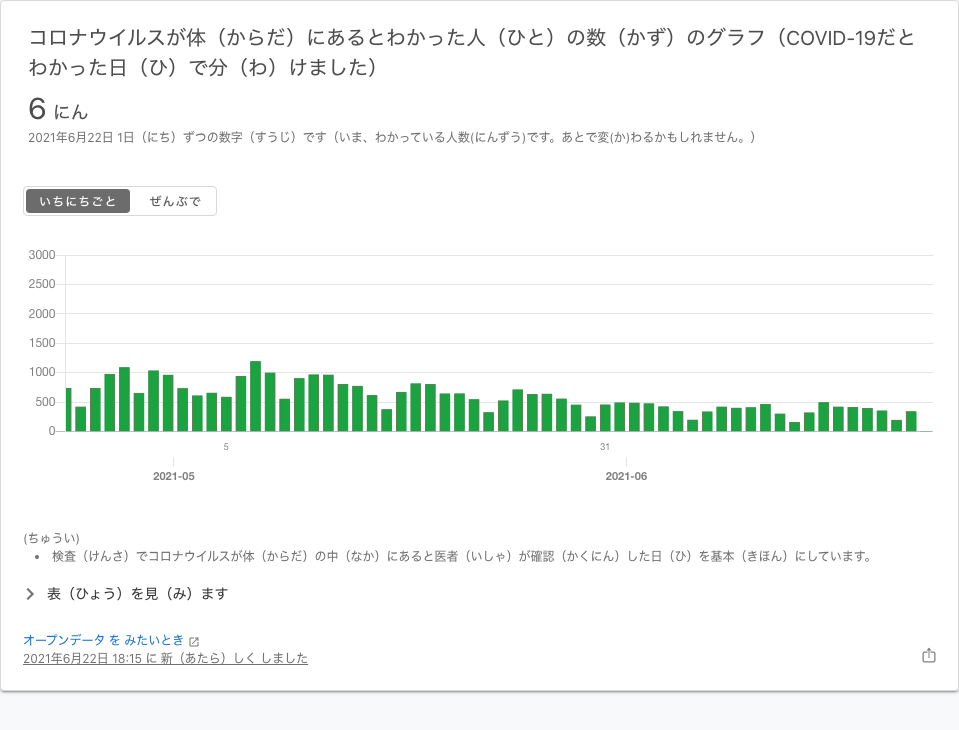 コロナウイルスが体（からだ）にあるとわかった人（ひと）の数（かず）のグラフ（COVID-19だと
わかった日（ひ）で分（わ）けました）
6 にん
2021年6月22日 1日（にち）ずつの数字（すうじ）です（いま、わかっている人数(にんずう)です。あとで変(か)わるかもしれません。）
いちにちごと ぜんぶで
3000
2500
2000
1500
1000
500
0
5 31
2021-05 2021-06
(ちゅうい)
• 検査（けんさ）でコロナウイルスが体（からだ）の中（なか）にあると医者（いしゃ）が確認（かくにん）した日（ひ）を基本（きほん）にしています。
表（ひょう）を見（み）ます
オープンデータ を みたいとき
2021年6月22日 18:15 に 新（あたら）しく しました